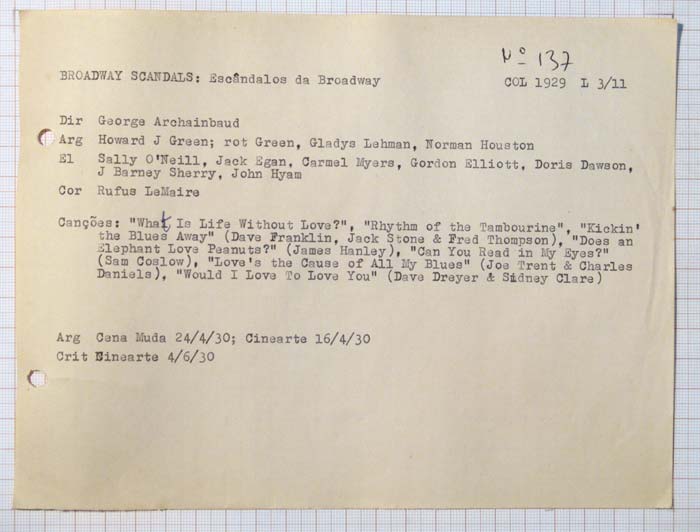 Nº 137
BROADWAY SCANDALS: Escândalos da Broadway
COL 1929 L 3/11
Dir George Archainbaud
Arg Howard J Green; rot Green, Gladys Lehman, Norman Houston
El Sally O'Neill, Jack Egan, Carmel Myers, Gordon Elliott, Doris Dawson,
J Barney Sherry, John Hyam
Cor Rufus LeMaire
Canções: "What Is Life Without Love?", "Rhythm of the Tambourine", "Kickin'
the Blues Away" (Dave Franklin, Jack Stone & Fred Thompson), "Does an
Elephant Love Peanuts?" (James Hanley), "Can You Read in My Eyes?"
(Sam Coslow), "Love's the Cause of All My Blues" (Joe Trent & Charles
Daniels), "Would I Love To Love You" (Dave Dreyer & Sidney Clare)
Arg Cena Muda 24/4/30; Cinearte 16/4/30
Crit Cinearte 4/6/30